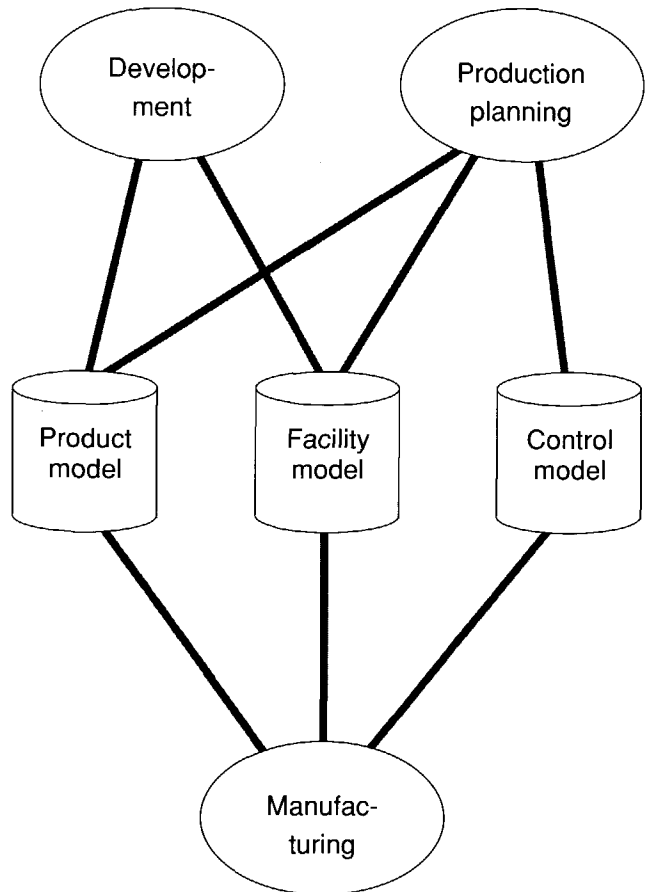 Develop-
ment
Production
planning
Product
model
Facility
model
Control
model
Manufac-
turing